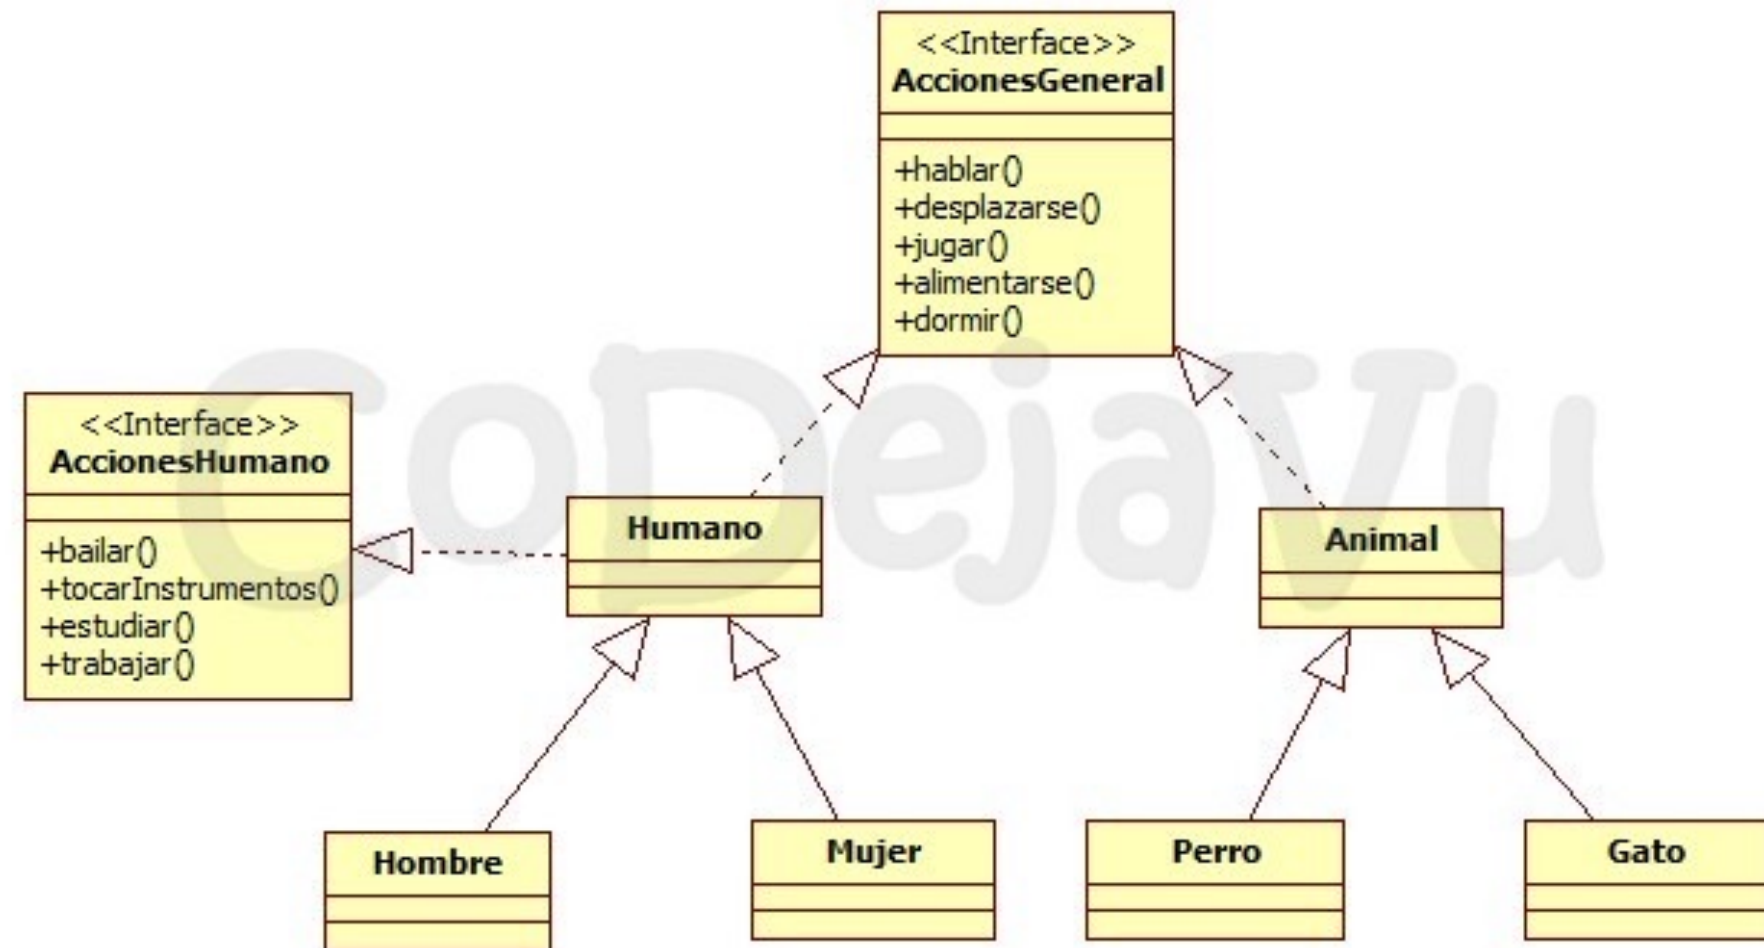 <<Interface>>
AccionesGeneral
+hablar()
+desplazarse()
+jugar()
+alimentarse()
+dormir()
<<Interface>>
AccionesHumano
+bailar()
+tocarInstrumentos()
+estudiar()
+trabajar()
Humano
Animal
Hombre
Mujer
Perro
Gato
CoDejaVu